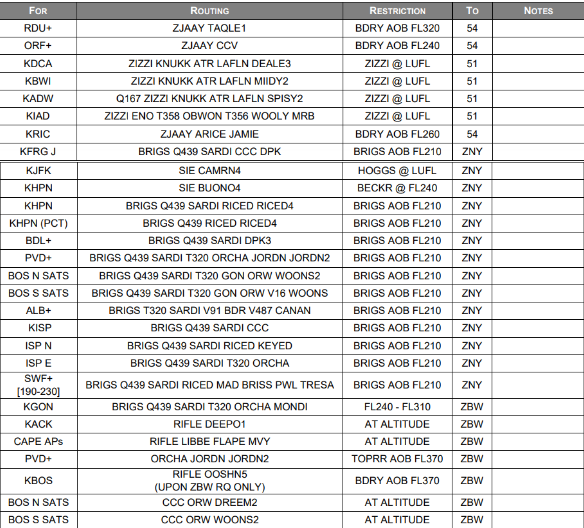 FOR ROUTING RESTRICTION TO NOTES
RDU+ ZJAAY TAQLE1 BDRY AOB FL320 54
ORF+ ZJAAY CCV BDRY AOB FL240 54
KDCA ZIZZI KNUKK ATR LAFLN DEALE3 ZIZZI @ LUFL 51
KBWI ZIZZI KNUKK ATR LAFLN MIIDY2 ZIZZI @ LUFL 51
KADW Q167 ZIZZI KNUKK ATR LAFLN SPISY2 ZIZZI @ LUFL 51
KIAD ZIZZI ENO T358 OBWON T356 WOOLY MRB ZIZZI @ LUFL 51
KRIC ZJAAY ARICE JAMIE BDRY AOB FL260 54
KFRG J BRIGS Q439 SARDI CCC DPK BRIGS AOB FL210 ZNY
KJFK SIE CAMRN4 HOGGS @ LUFL ZNY
KHPN SIE BUONO4 BECKR @ FL240 ZNY
KHPN BRIGS Q439 SARDI RICED RICED4 BRIGS AOB FL210 ZNY
KHPN (PCT) BRIGS Q439 RICED RICED4 BRIGS AOB FL210 ZNY
BDL+ BRIGS Q439 SARDI DPK3 BRIGS AOB FL210 ZNY
PVD+ BRIGS Q439 SARDI T320 ORCHA JORDN JORDN2 BRIGS AOB FL210 ZNY
BOS N SATS BRIGS Q439 SARDI T320 GON ORW WOONS2 BRIGS AOB FL210 ZNY
BOS S SATS BRIGS Q439 SARDI T320 GON ORW V16 WOONS BRIGS AOB FL210 ZNY
ALB+ BRIGS T320 SARDI V91 BDR V487 CANAN BRIGS AOB FL210 ZNY
KISP BRIGS Q439 SARDI CCC BRIGS AOB FL210 ZNY
ISP N BRIGS Q439 SARDI RICED KEYED BRIGS AOB FL210 ZNY
ISP E BRIGS Q439 SARDI T320 ORCHA BRIGS AOB FL210 ZNY
SWF+
[190-230] BRIGS Q439 SARDI RICED MAD BRISS PWL TRESA BRIGS AOB FL210 ZNY
KGON BRIGS Q439 SARDI T320 ORCHA MONDI FL240 - FL310 ZBW
KACK RIFLE DEEPO1 AT ALTITUDE ZBW
CAPE APs RIFLE LIBBE FLAPE MVY AT ALTITUDE ZBW
PVD+ ORCHA JORDN JORDN2 TOPRR AOB FL370 ZBW
KBOS RIFLE OOSHN5
(UPON ZBW RQ ONLY) BDRY AOB FL370 ZBW
BOS N SATS CCC ORW DREEM2 AT ALTITUDE ZBW
BOS S SATS CCC ORW WOONS2 AT ALTITUDE ZBW